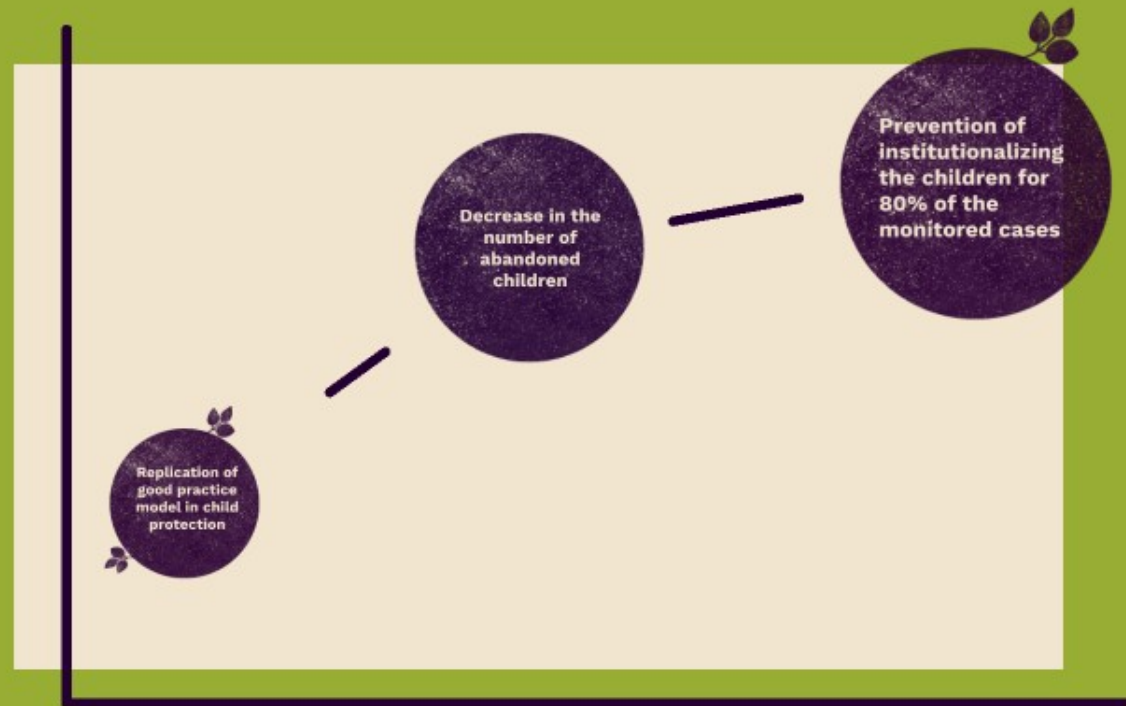 Prevention of
institutionalizing
the children for
80% of the
monitored cases
Decrease in the
number of
abandoned
children
Replication of
good practice
model in child
protection